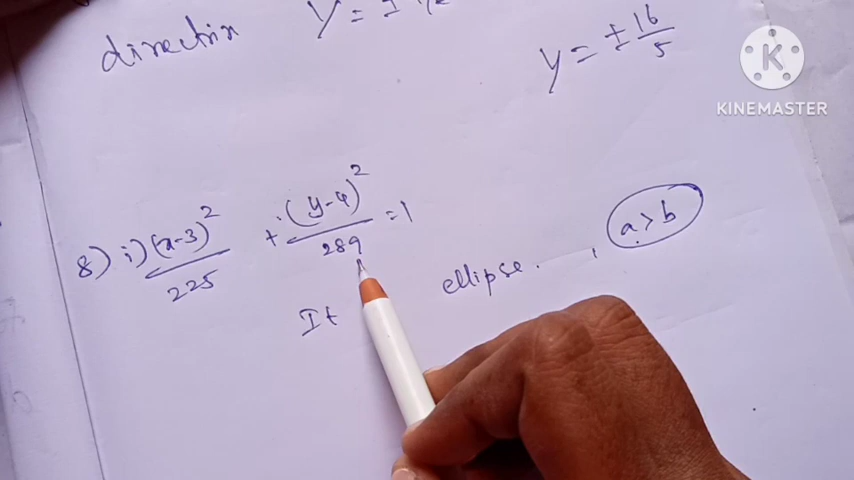 directrix y = ±
y = ± 16/5
KINEMASTER
8) i) (x-3)²/225 + (y-4)²/289 = 1
ellipse. , a > b
It